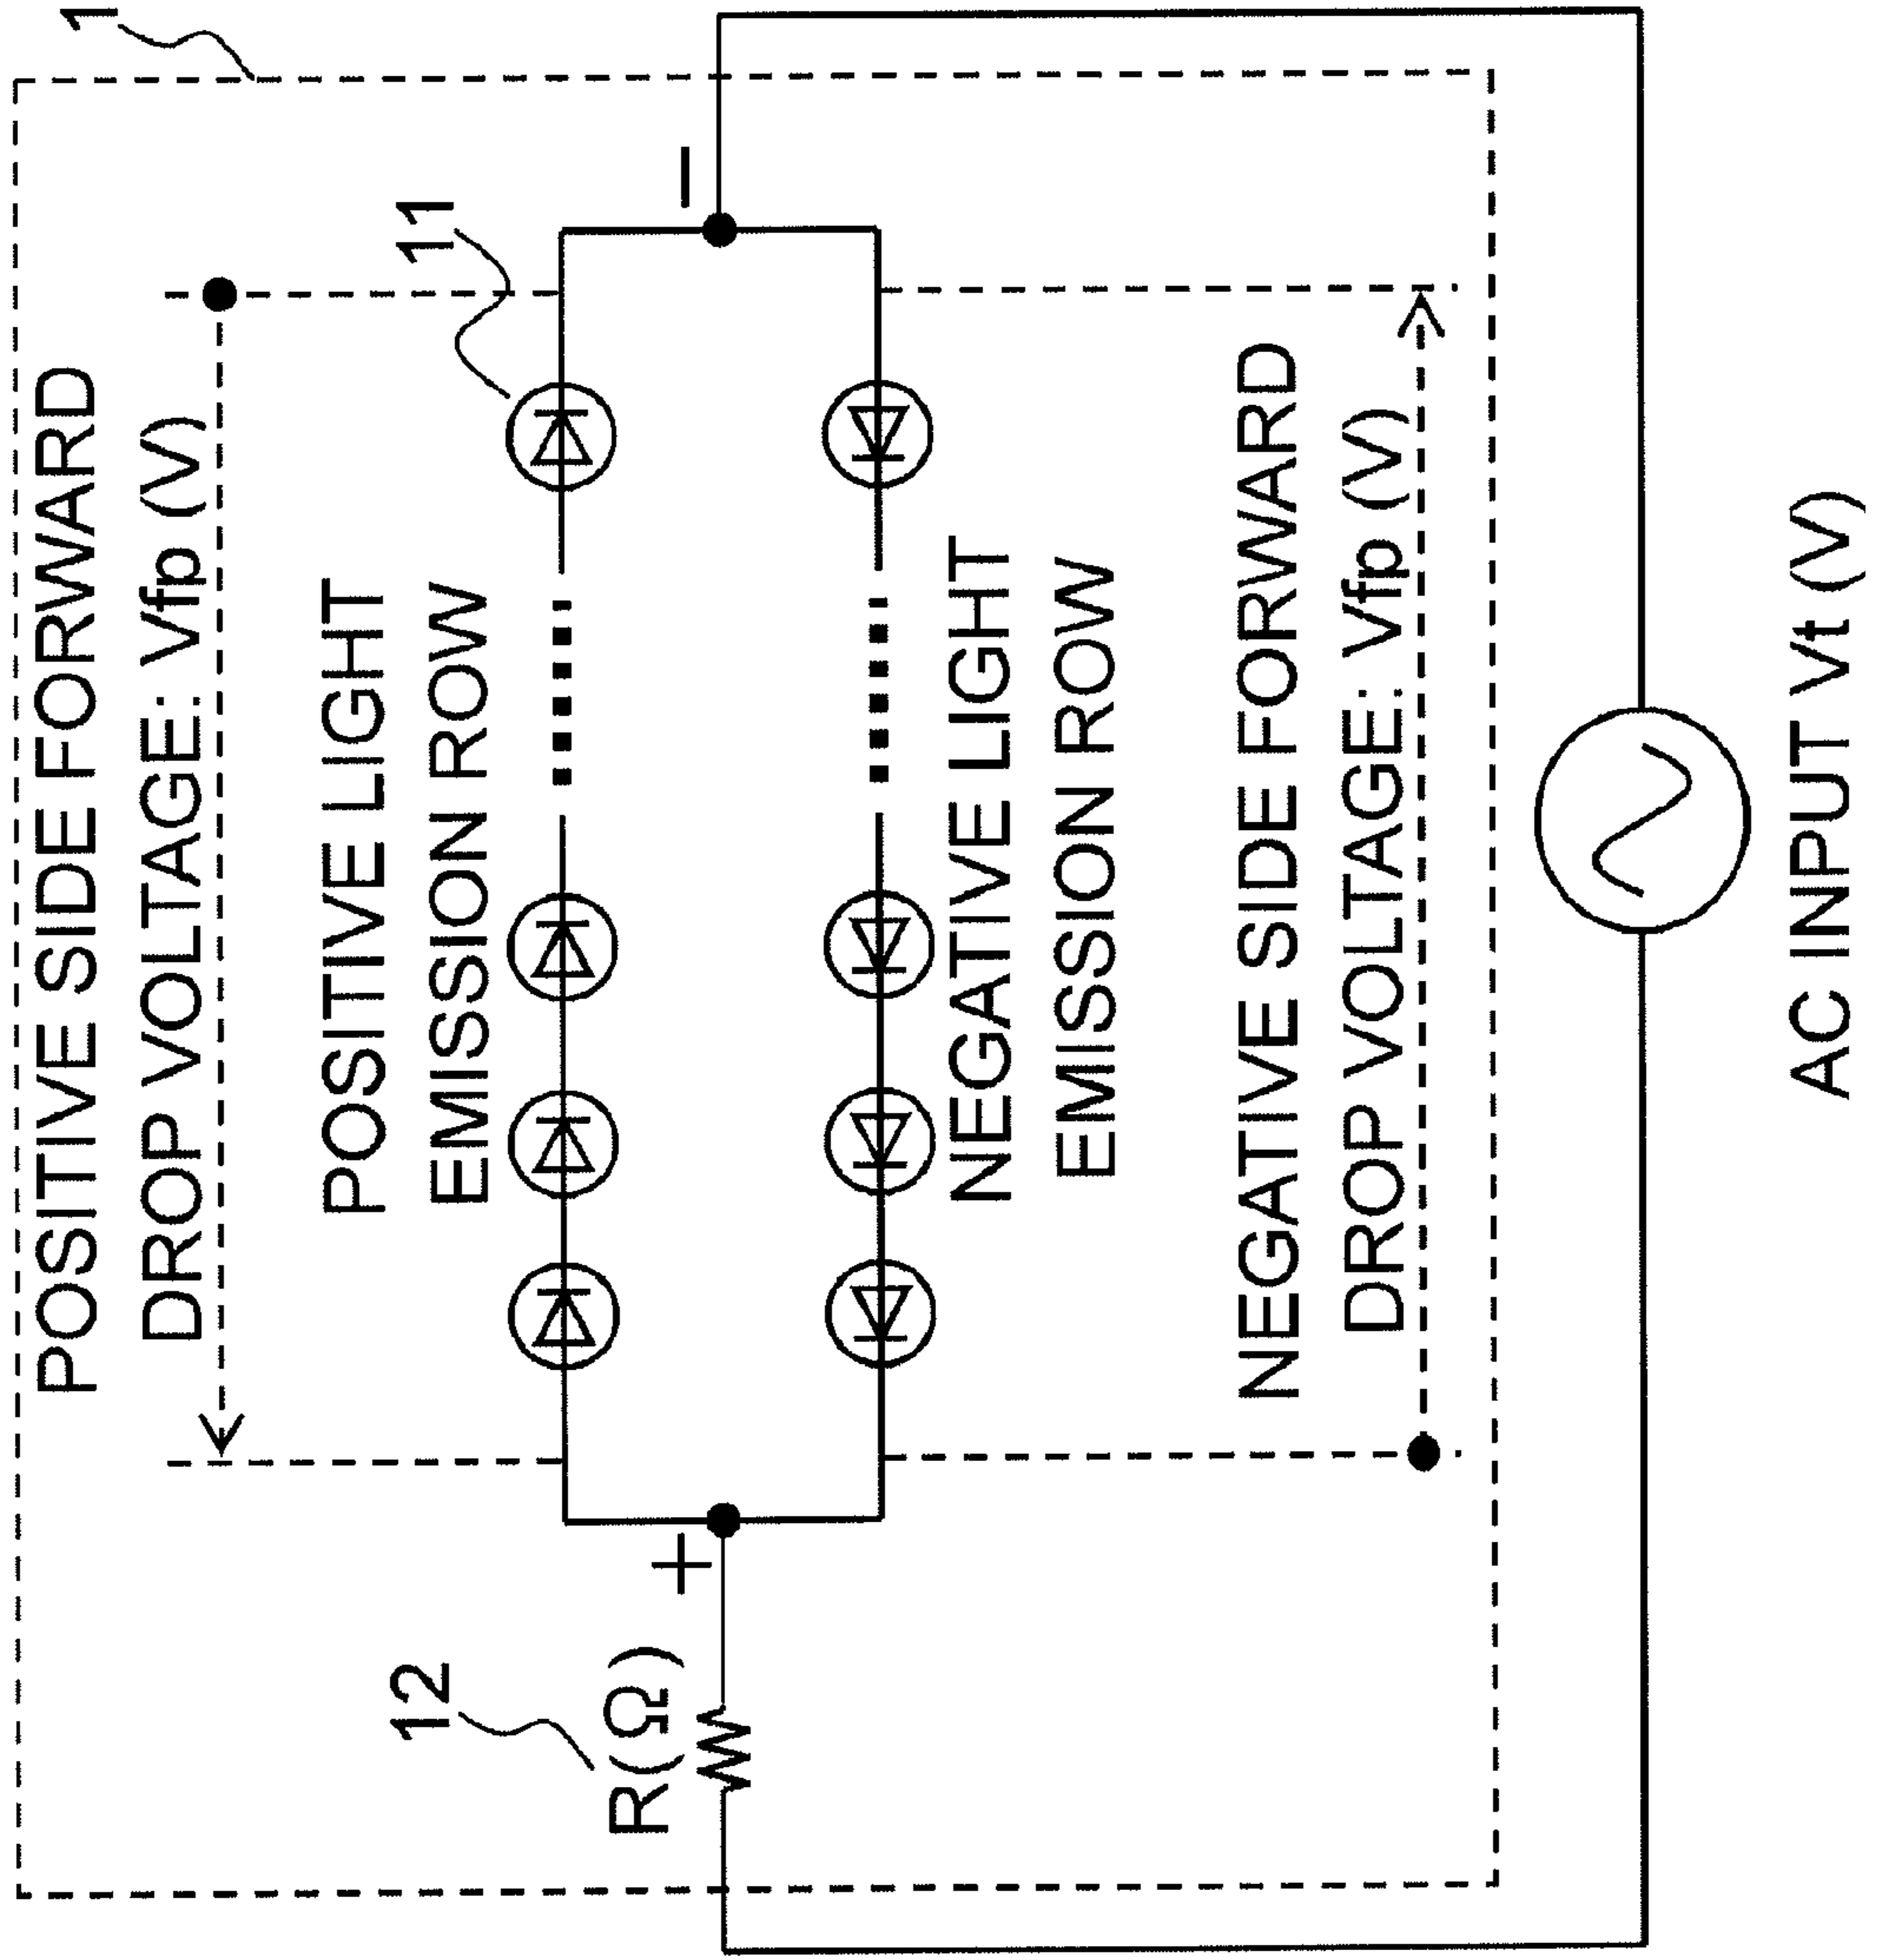 1
POSITIVE SIDE FORWARD
DROP VOLTAGE: Vfp (V)
11
POSITIVE LIGHT
EMISSION ROW
12
R(Ω)
+
−
NEGATIVE LIGHT
EMISSION ROW
NEGATIVE SIDE FORWARD
DROP VOLTAGE: Vfp (V)
AC INPUT Vt (V)